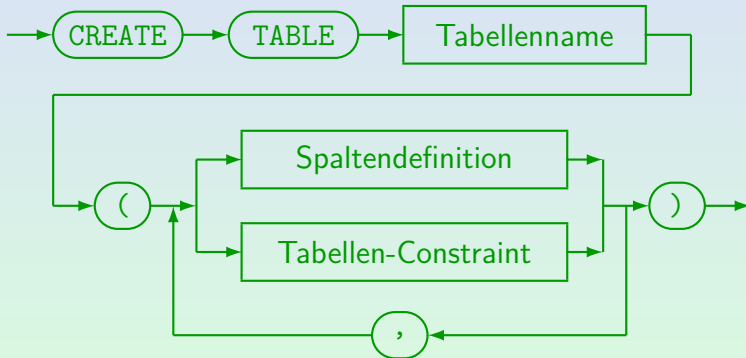 CREATE TABLE Tabellenname
Spaltendefinition
( )
Tabellen-Constraint
,